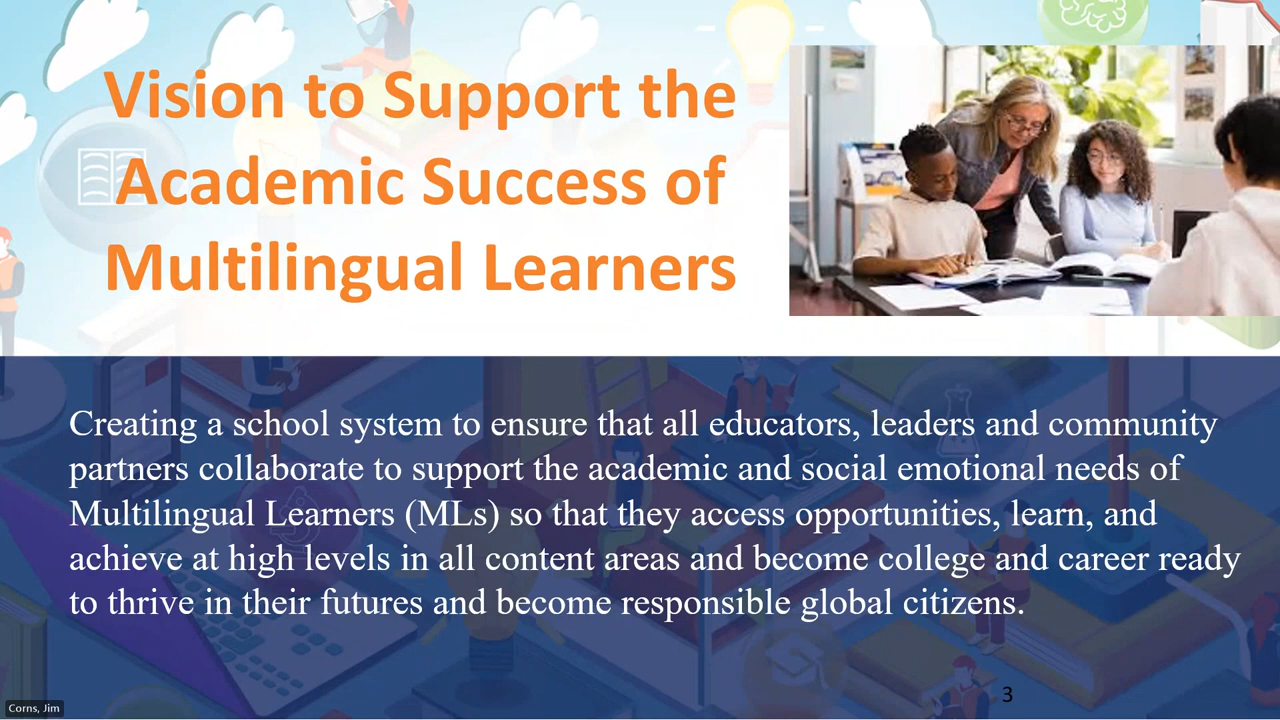 Vision to Support the
Academic Success of
Multilingual Learners
Creating a school system to ensure that all educators, leaders and community
partners collaborate to support the academic and social emotional needs of
Multilingual Learners (MLs) so that they access opportunities, learn, and
achieve at high levels in all content areas and become college and career ready
to thrive in their futures and become responsible global citizens.
3
Corns, Jim